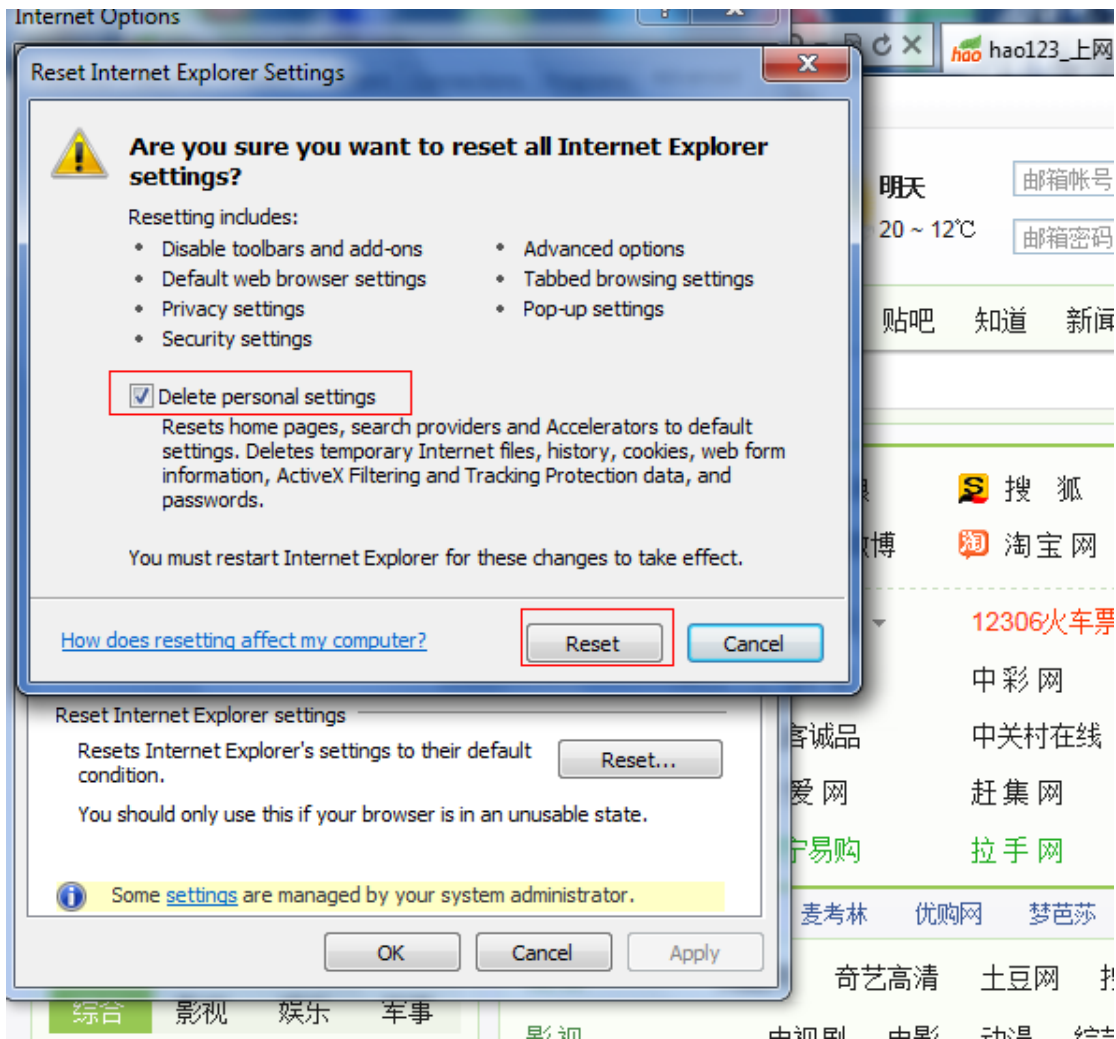 Internet Options
hao123_上网
Reset Internet Explorer Settings
Are you sure you want to reset all Internet Explorer
settings?
Resetting includes:
• Disable toolbars and add-ons
• Default web browser settings
• Privacy settings
• Security settings
• Advanced options
• Tabbed browsing settings
• Pop-up settings
Delete personal settings
Resets home pages, search providers and Accelerators to default
settings. Deletes temporary Internet files, history, cookies, web form
information, ActiveX Filtering and Tracking Protection data, and
passwords.
You must restart Internet Explorer for these changes to take effect.
How does resetting affect my computer?
Reset
Cancel
Reset Internet Explorer settings
Resets Internet Explorer's settings to their default
condition.
Reset...
You should only use this if your browser is in an unusable state.
Some settings are managed by your system administrator.
OK
Cancel
Apply
明天
邮箱帐号
20 ~ 12℃
邮箱密码
贴吧 知道 新闻
搜 狐
博 淘宝网
12306火车票
中彩网
客诚品 中关村在线
爱网 赶集网
宁易购 拉手网
麦考林 优购网 梦芭莎
奇艺高清 土豆网
综合 影视 娱乐 军事
影视 电视剧 电影 动漫 综艺